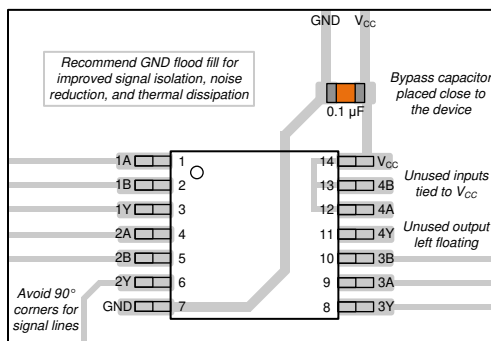 GND VCC
Recommend GND flood fill for
improved signal isolation, noise
reduction, and thermal dissipation
Bypass capacitor
placed close to
the device
0.1 µF
1A 1 14 VCC
1B 2 13 4B
1Y 3 12 4A
2A 4 11 4Y
2B 5 10 3B
2Y 6 9 3A
GND 7 8 3Y
Unused inputs
tied to VCC
Unused output
left floating
Avoid 90°
corners for
signal lines